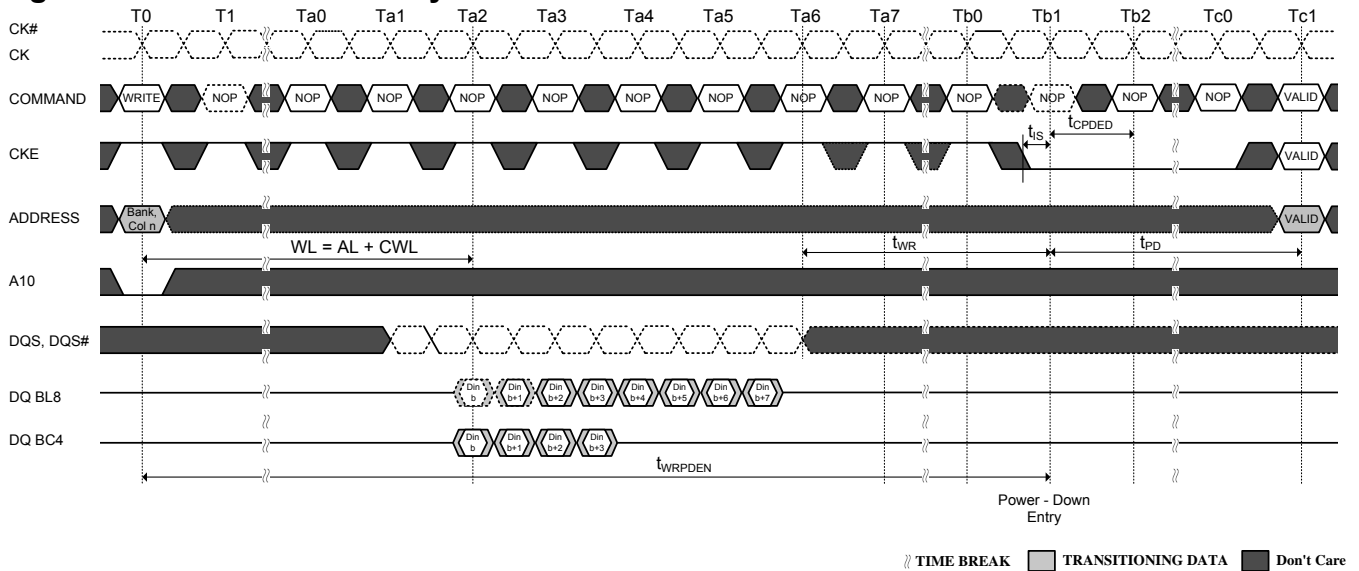 T0 T1 Ta0 Ta1 Ta2 Ta3 Ta4 Ta5 Ta6 Ta7 Tb0 Tb1 Tb2 Tc0 Tc1
CK#
CK
COMMAND WRITE NOP NOP NOP NOP NOP NOP NOP NOP NOP NOP NOP NOP NOP VALID
tIS tCPDED
CKE VALID
ADDRESS Bank, Col n VALID
WL = AL + CWL tWR tPD
A10
DQS, DQS#
DQ BL8 Din b Din b+1 Din b+2 Din b+3 Din b+4 Din b+5 Din b+6 Din b+7
DQ BC4 Din b Din b+1 Din b+2 Din b+3
tWRPDEN
Power - Down
Entry
TIME BREAK TRANSITIONING DATA Don't Care